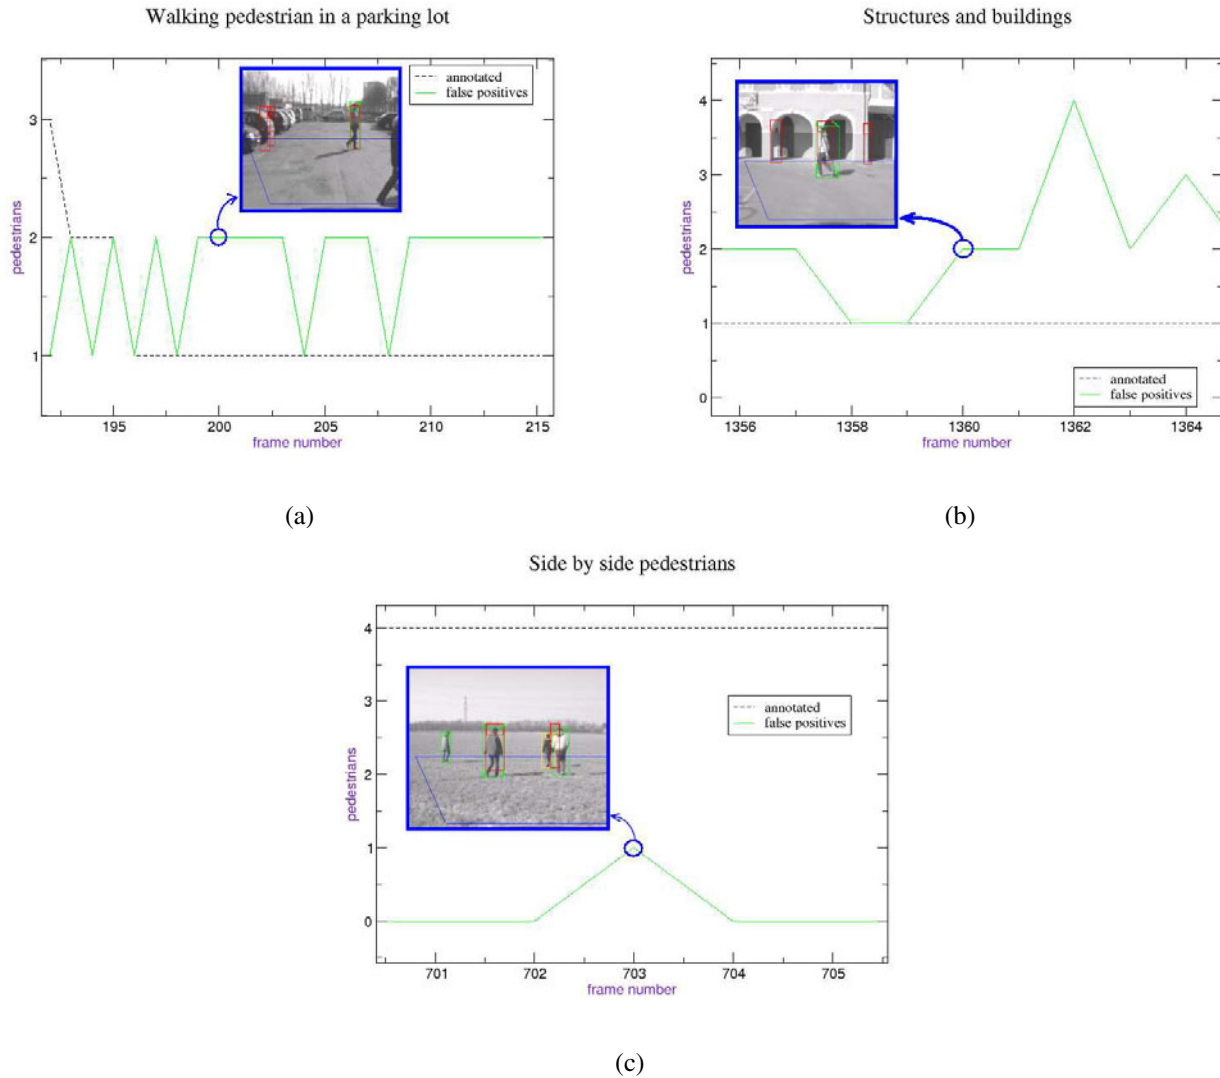 Walking pedestrian in a parking lot
annotated
false positives
3
2
1
pedestrians
195 200 205 210 215
frame number
(a)
Structures and buildings
4
3
2
1
0
pedestrians
annotated
false positives
1356 1358 1360 1362 1364
frame number
(b)
Side by side pedestrians
4
3
2
1
0
pedestrians
annotated
false positives
701 702 703 704 705
frame number
(c)